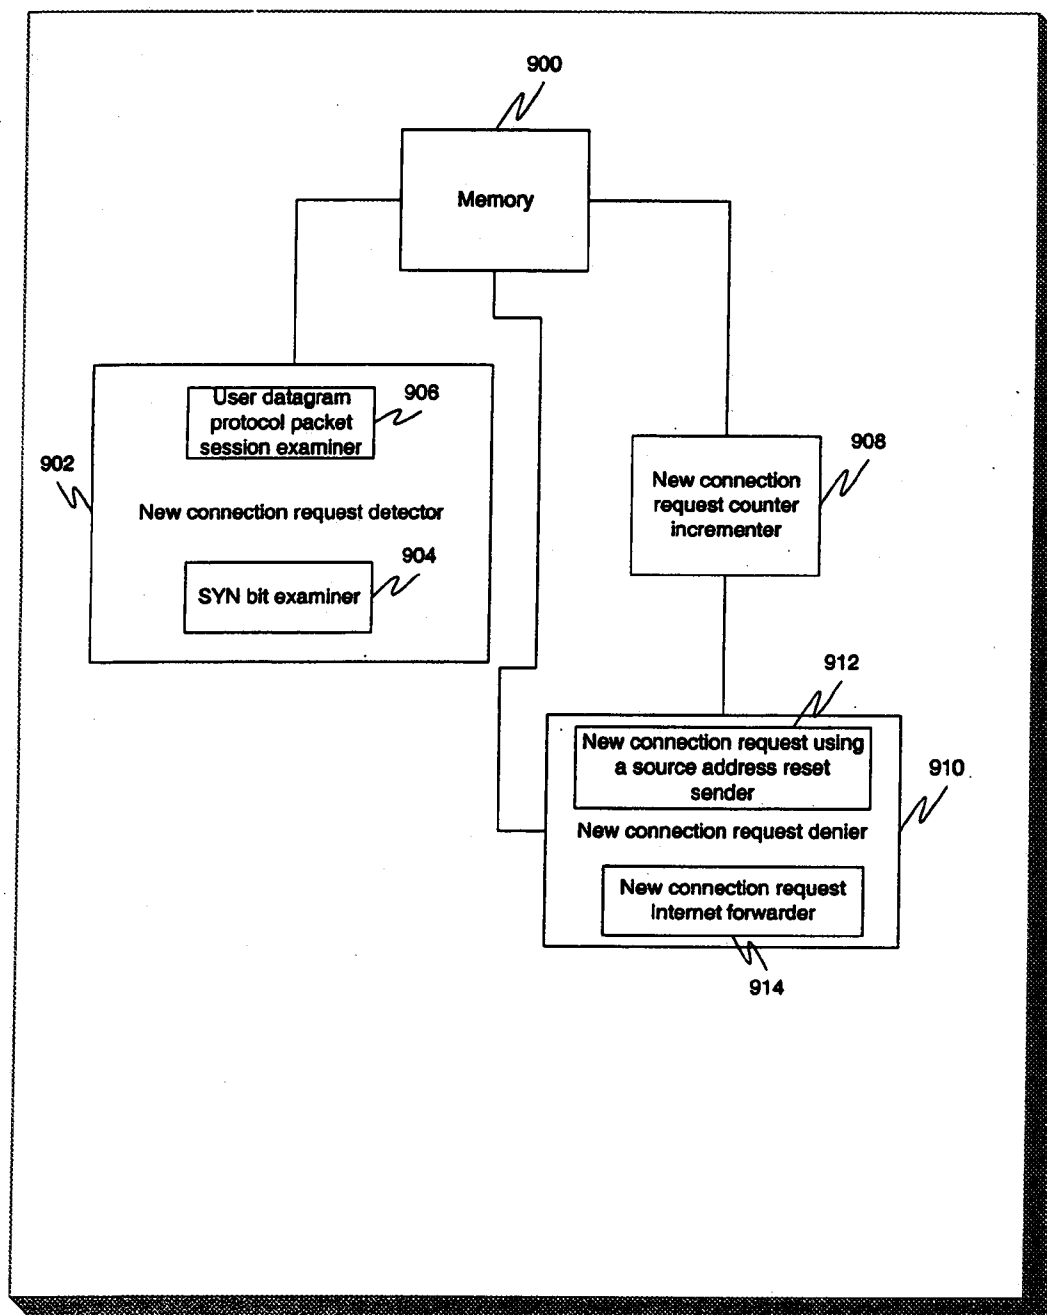 900
Memory
User datagram
protocol packet
session examiner
906
902
New connection request detector
904
SYN bit examiner
908
New connection
request counter
incrementer
912
New connection request using
a source address reset
sender
910
New connection request denier
New connection request
Internet forwarder
914